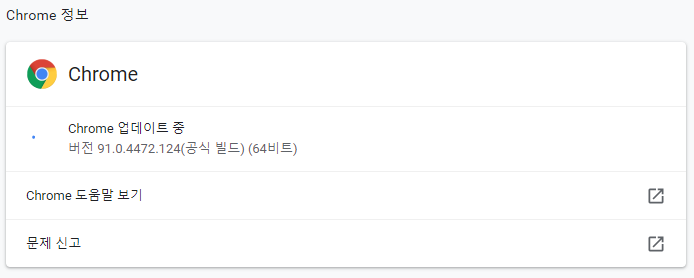 Chrome 정보
Chrome
Chrome 업데이트 중
버전 91.0.4472.124(공식 빌드) (64비트)
Chrome 도움말 보기
문제 신고